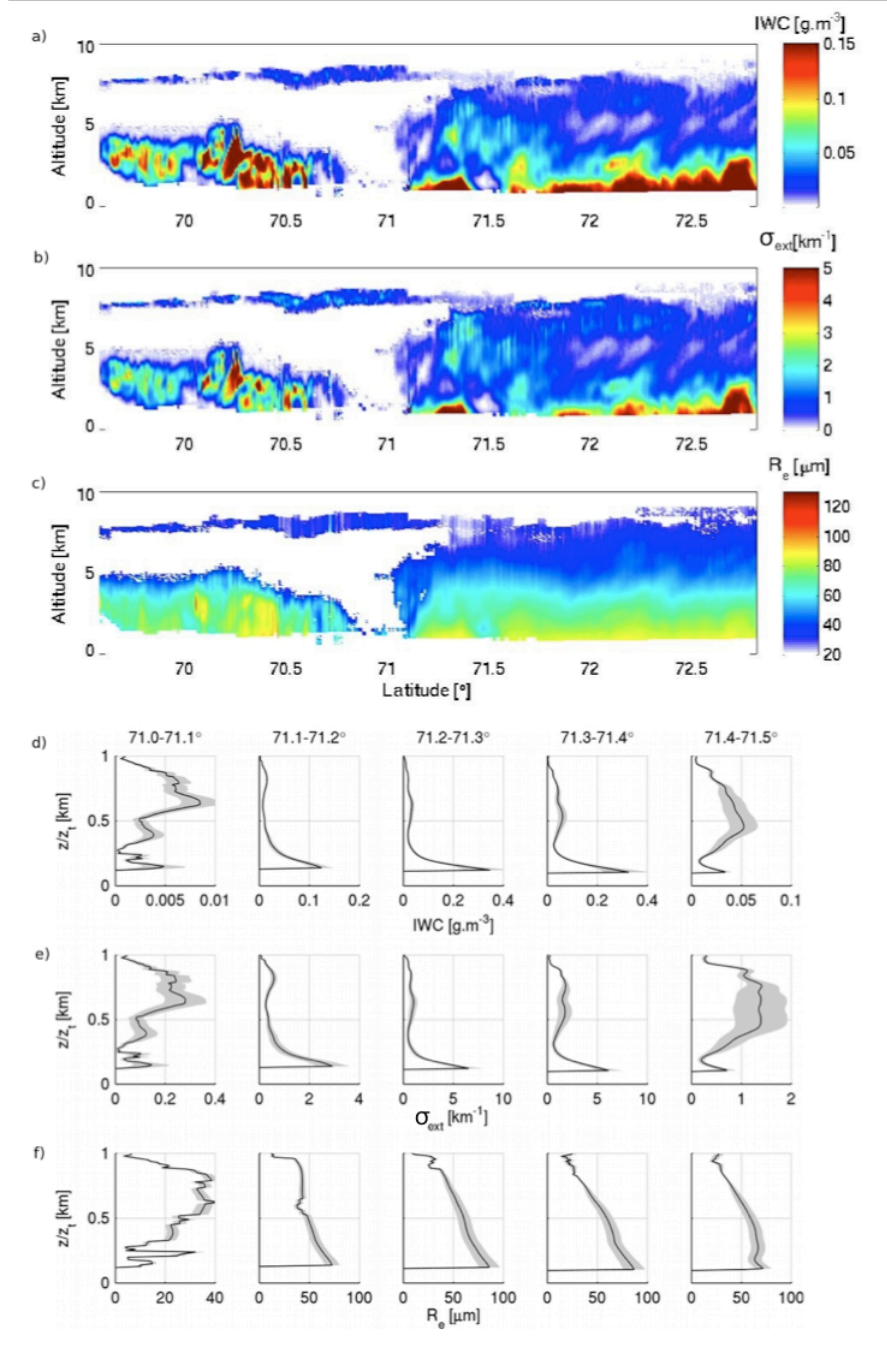 a)
IWC [g.m-3]
10
5
0
Altitude [km]
0.15
0.1
0.05
70 70.5 71 71.5 72 72.5
b)
σext[km-1]
10
5
0
Altitude [km]
5
4
3
2
1
0
70 70.5 71 71.5 72 72.5
c)
Re [μm]
10
5
0
Altitude [km]
120
100
80
60
40
20
70 70.5 71 71.5 72 72.5
Latitude [°]
d) 71.0-71.1° 71.1-71.2° 71.2-71.3° 71.3-71.4° 71.4-71.5°
1
0.5
0
z/zt [km]
0 0.005 0.01 0 0.1 0.2 0 0.2 0.4 0 0.2 0.4 0 0.05 0.1
IWC [g.m-3]
e)
1
0.5
0
z/zt [km]
0 0.2 0.4 0 2 4 0 5 10 0 5 10 0 1 2
σext [km-1]
f)
1
0.5
0
z/zt [km]
0 20 40 0 50 100 0 50 100 0 50 100 0 50 100
Re [μm]